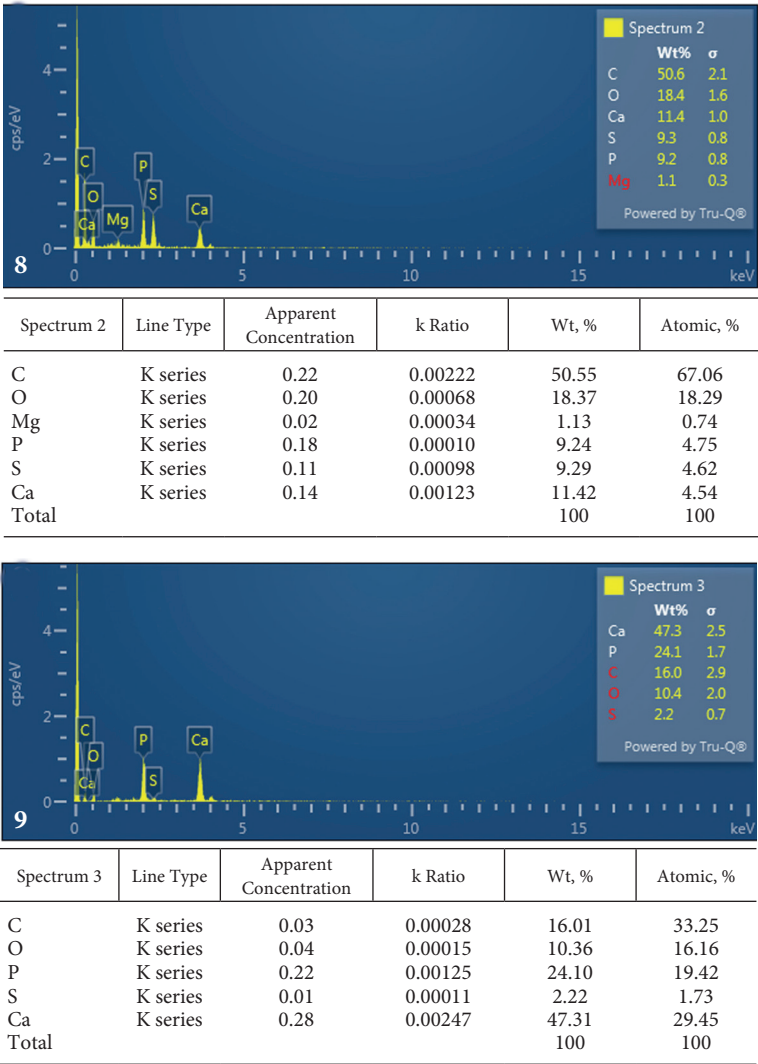 Spectrum 2
Wt% σ
C 50.6 2.1
O 18.4 1.6
Ca 11.4 1.0
S 9.3 0.8
P 9.2 0.8
Mg 1.1 0.3
Powered by Tru-Q®
cps/eV
4
2
0
C
O
Ca
Mg
P
S
Ca
8
0 5 10 15 keV
Spectrum 2 Line Type Apparent Concentration k Ratio Wt, % Atomic, %
C K series 0.22 0.00222 50.55 67.06
O K series 0.20 0.00068 18.37 18.29
Mg K series 0.02 0.00034 1.13 0.74
P K series 0.18 0.00010 9.24 4.75
S K series 0.11 0.00098 9.29 4.62
Ca K series 0.14 0.00123 11.42 4.54
Total 100 100
Spectrum 3
Wt% σ
Ca 47.3 2.5
P 24.1 1.7
C 16.0 2.9
O 10.4 2.0
S 2.2 0.7
Powered by Tru-Q®
cps/eV
4
2
0
C
O
Ca
P
S
Ca
9
0 5 10 15 keV
Spectrum 3 Line Type Apparent Concentration k Ratio Wt, % Atomic, %
C K series 0.03 0.00028 16.01 33.25
O K series 0.04 0.00015 10.36 16.16
P K series 0.22 0.00125 24.10 19.42
S K series 0.01 0.00011 2.22 1.73
Ca K series 0.28 0.00247 47.31 29.45
Total 100 100